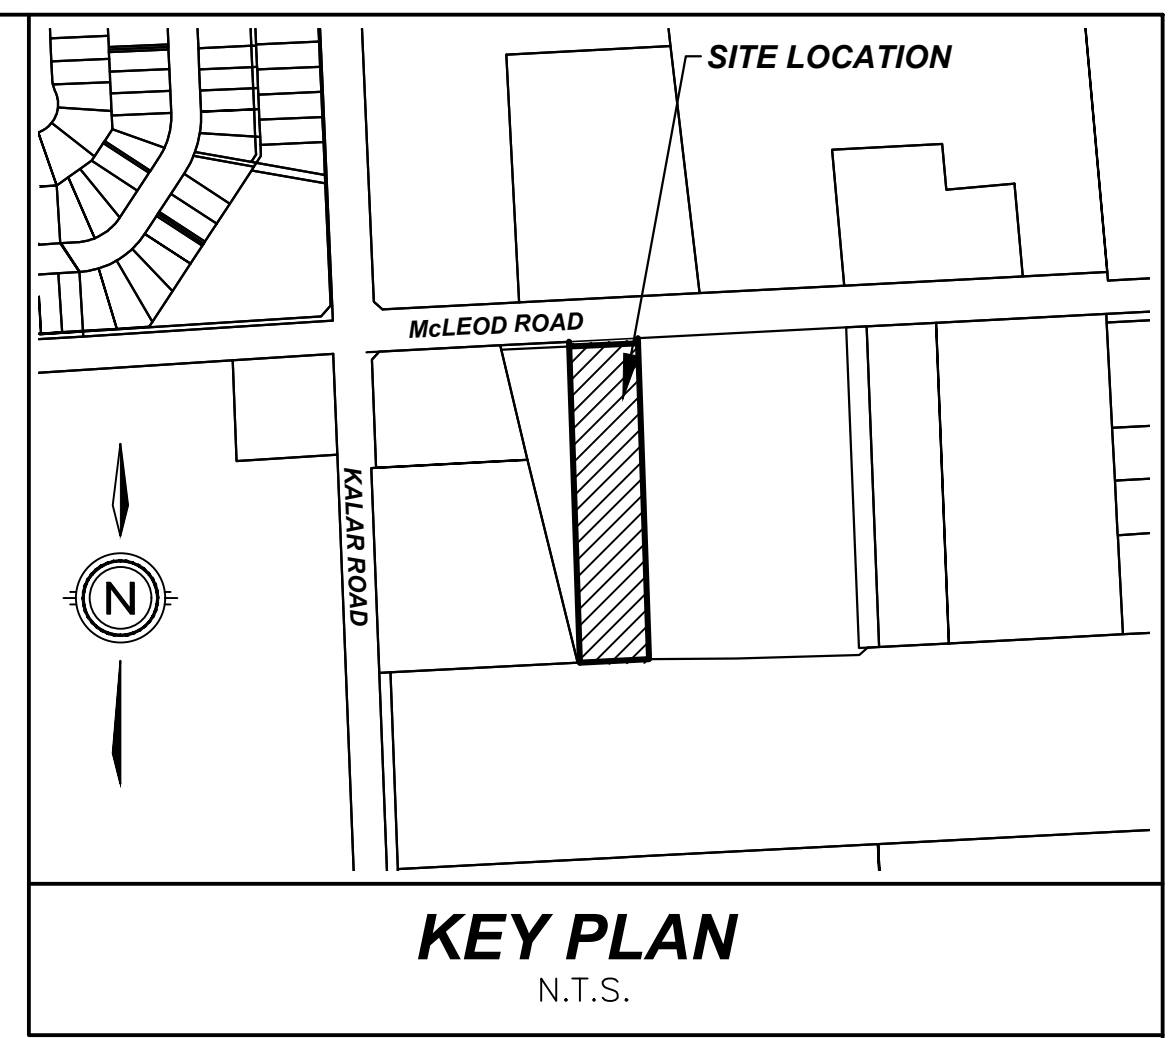 SITE LOCATION
McLEOD ROAD
KALAR ROAD
N
KEY PLAN
N.T.S.